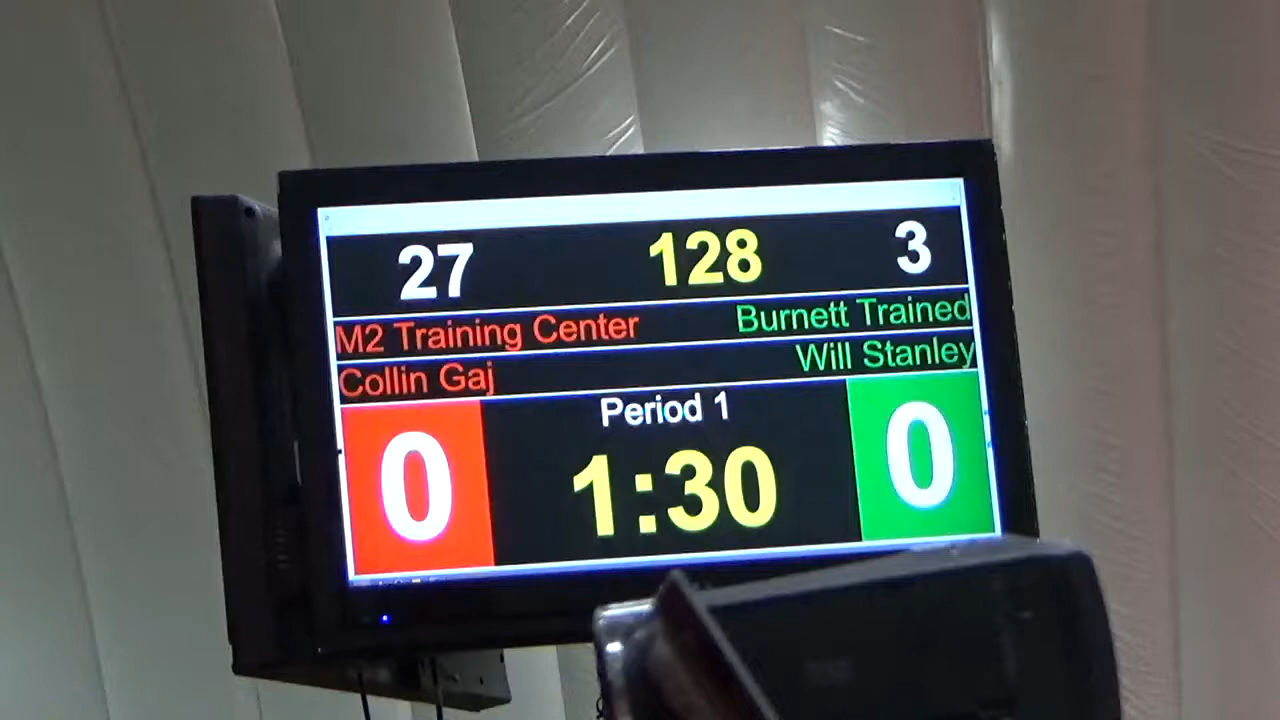 27 128 3
M2 Training Center Burnett Trained
Collin Gaj Will Stanley
Period 1
0 1:30 0